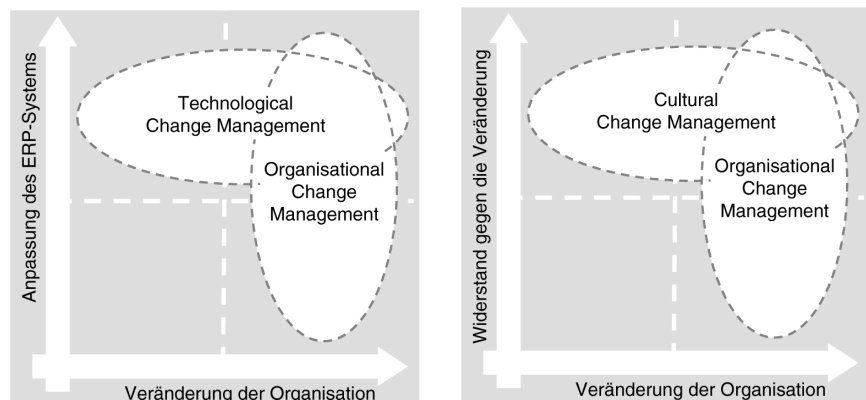 Anpassung des ERP-Systems
Technological
Change Management
Organisational
Change
Management
Veränderung der Organisation
Widerstand gegen die Veränderung
Cultural
Change Management
Organisational
Change
Management
Veränderung der Organisation